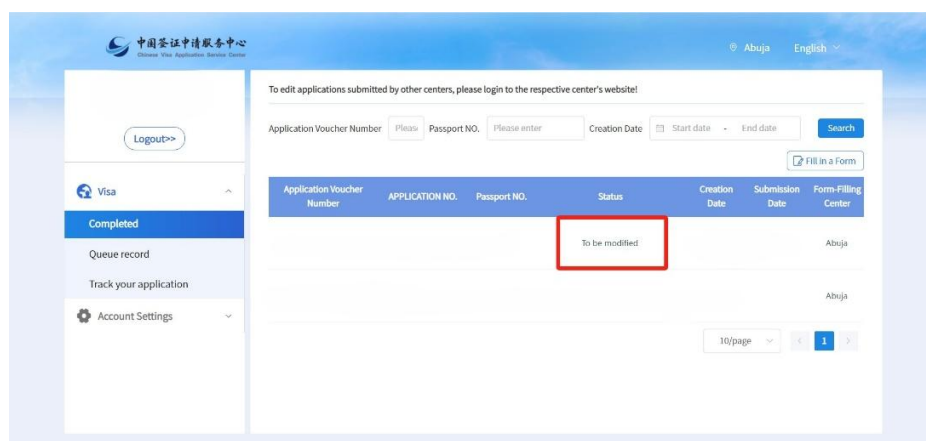 中国签证申请服务中心
Chinese Visa Application Service Center
Abuja English
To edit applications submitted by other centers, please login to the respective center's website!
Application Voucher Number Pleas Passport NO. Please enter Creation Date Start date - End date Search
Logout>>
Fill in a Form
Visa
Application Voucher Number APPLICATION NO. Passport NO. Status Creation Date Submission Date Form-Filling Center
Completed
To be modified Abuja
Queue record
Track your application
Abuja
Account Settings
10/page < 1 >